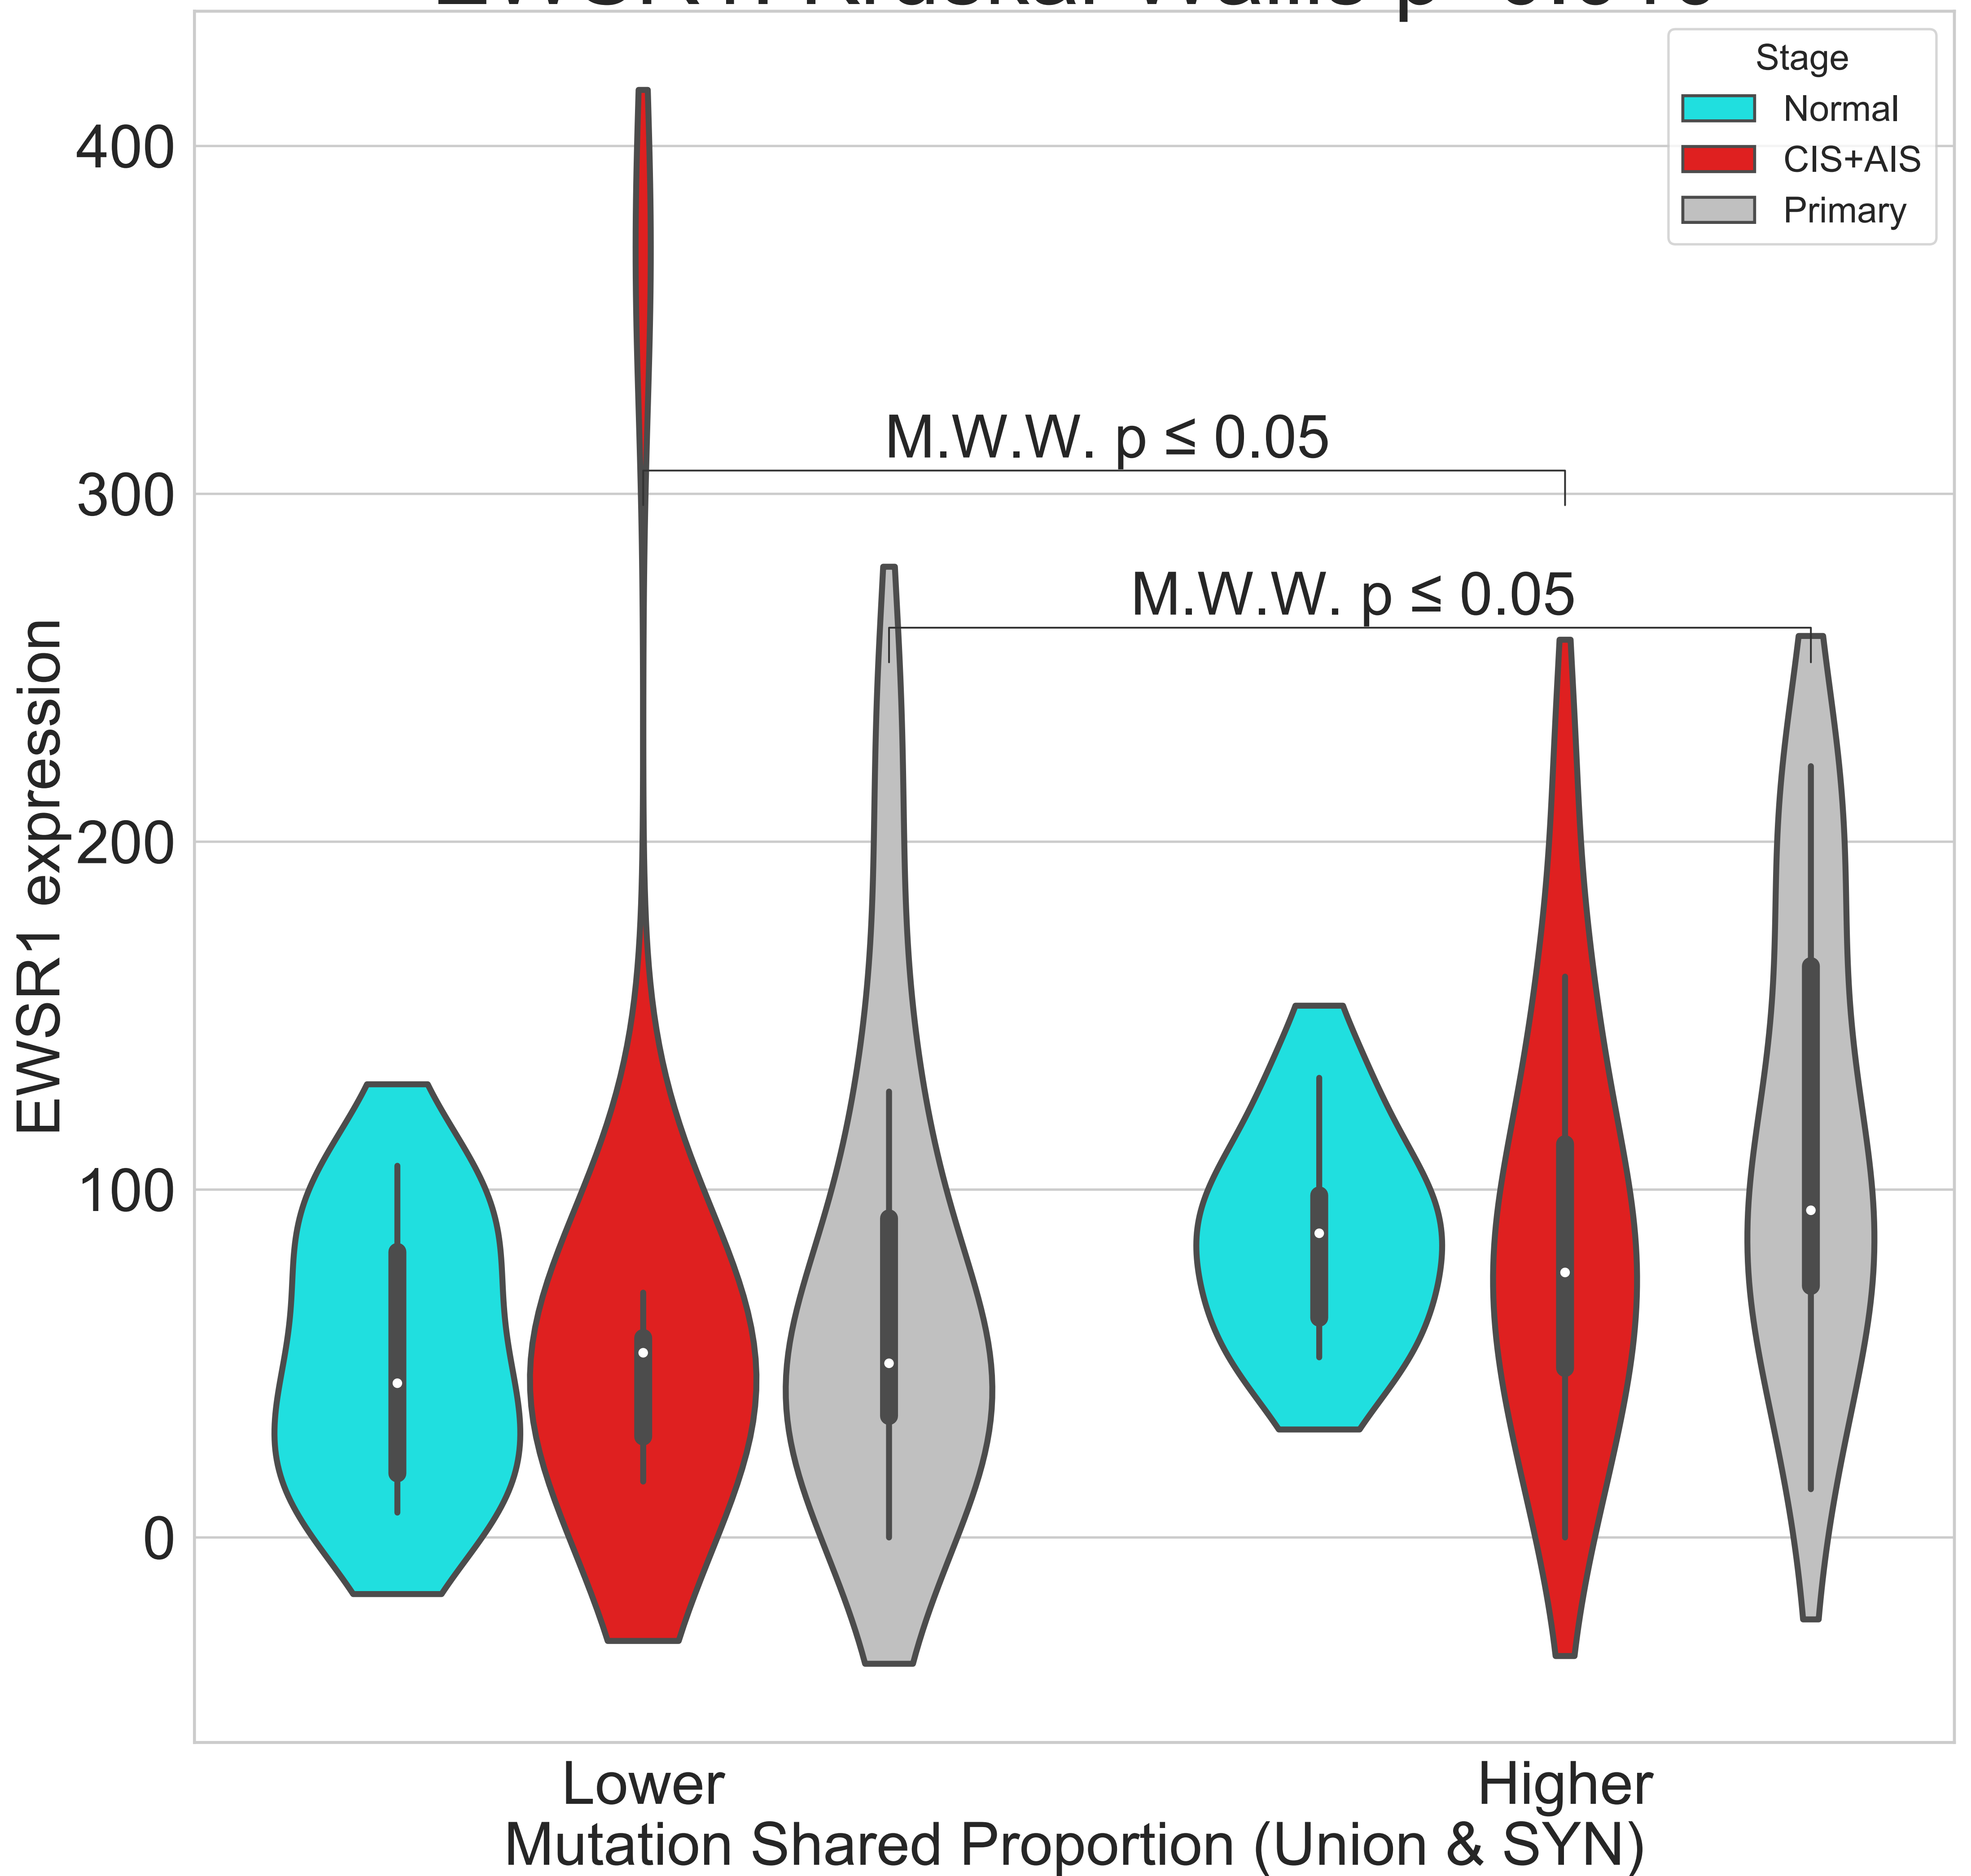 Stage
Normal
CIS+AIS
Primary
400
300
200
100
0
EWSR1 expression
M.W.W. p ≤ 0.05
M.W.W. p ≤ 0.05
Lower
Higher
Mutation Shared Proportion (Union & SYN)